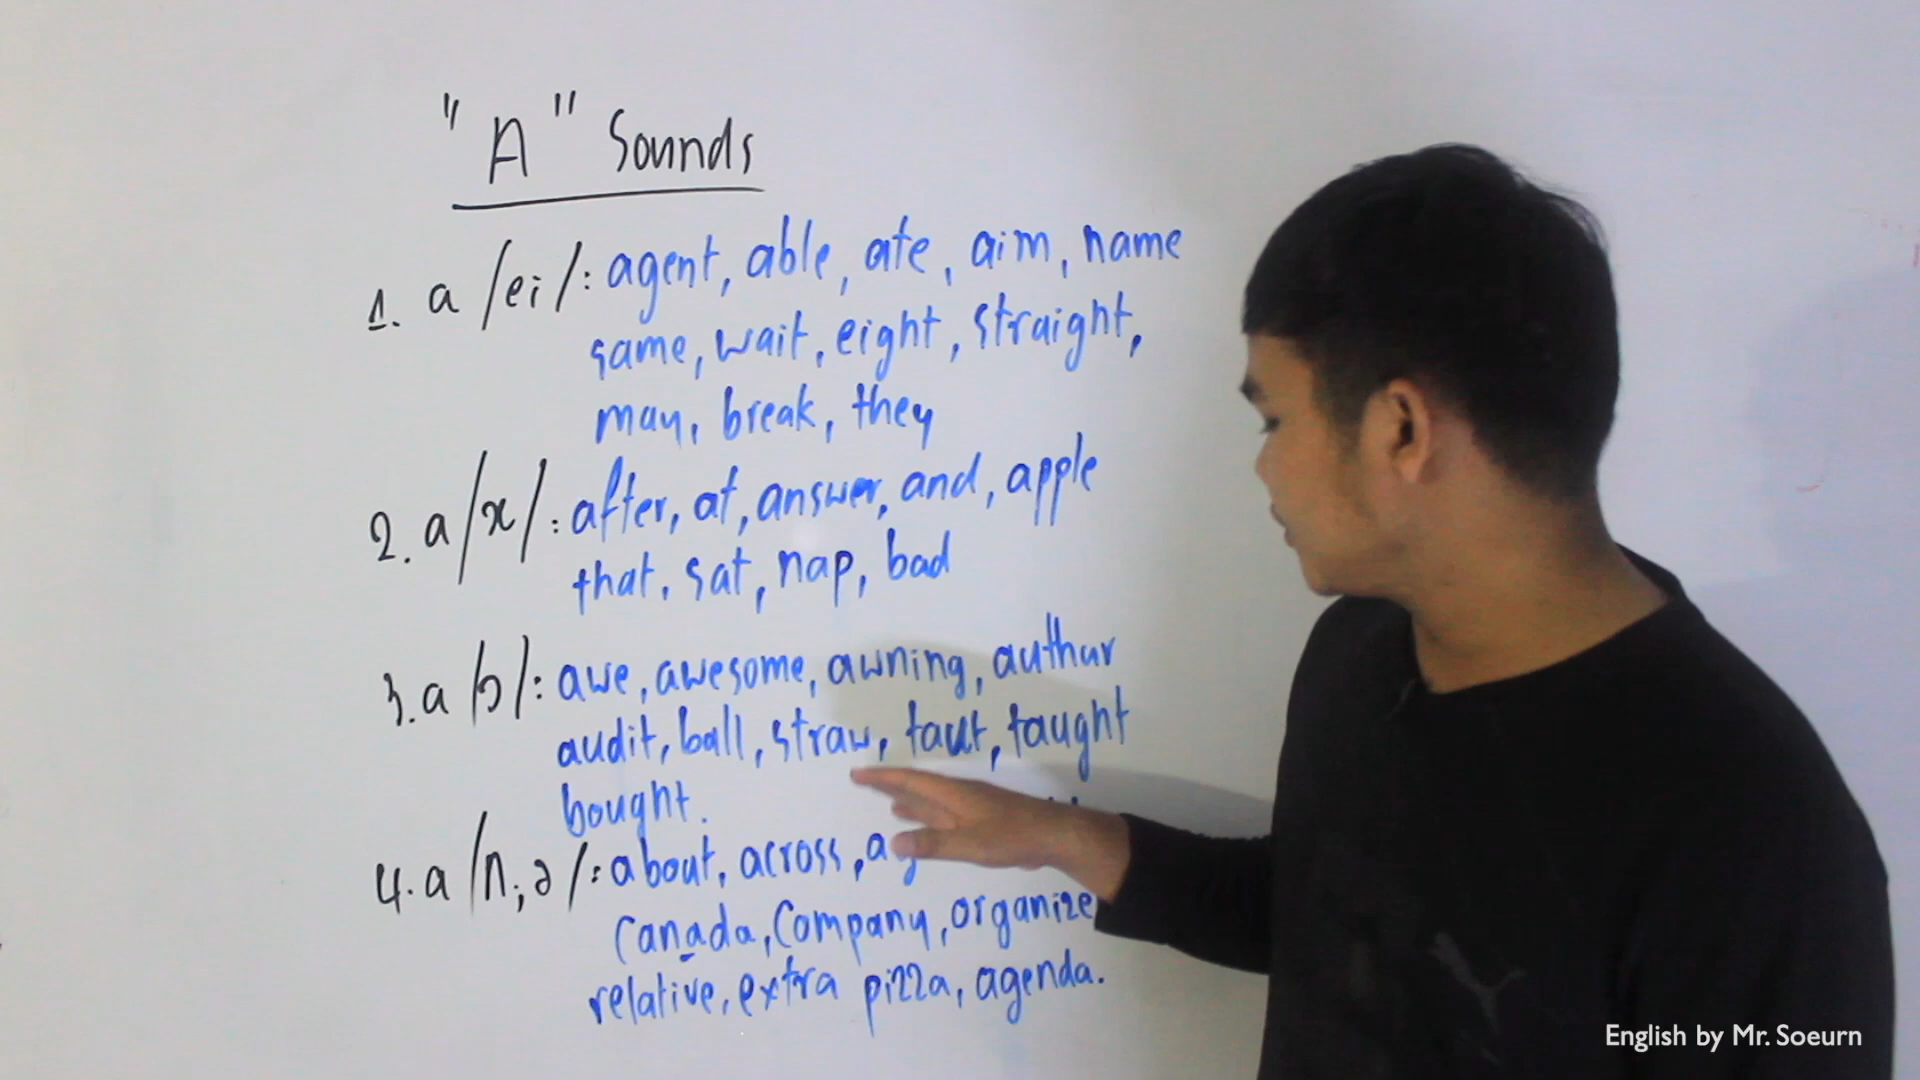 "A" Sounds
1. a /ei/: agent, able, ate, aim, name
same, wait, eight, straight,
may, break, they
2. a /æ/: after, at, answer, and, apple
that, sat, nap, bad
3. a /ɔ/: awe, awesome, awning, authur
audit, ball, straw, taut, taught
bought.
4. a /ʌ, ə/: about, across,
Canada, Company, organize
relative, extra pizza, agenda.
English by Mr. Soeurn